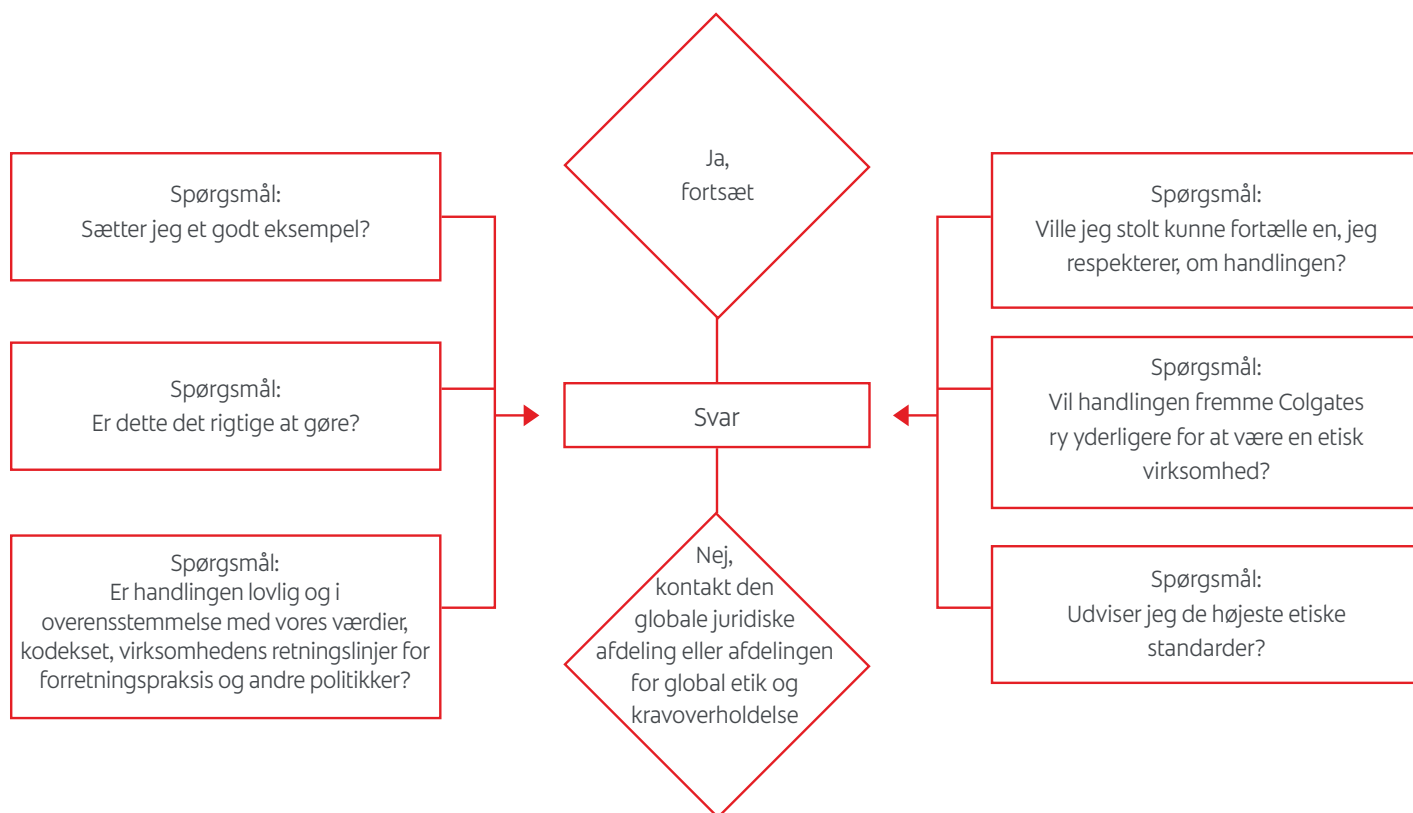 Ja,
fortsæt
Spørgsmål:
Sætter jeg et godt eksempel?
Spørgsmål:
Er dette det rigtige at gøre?
Spørgsmål:
Er handlingen lovlig og i
overensstemmelse med vores værdier,
kodekset, virksomhedens retningslinjer for
forretningspraksis og andre politikker?
Svar
Spørgsmål:
Ville jeg stolt kunne fortælle en, jeg
respekterer, om handlingen?
Spørgsmål:
Vil handlingen fremme Colgates
ry yderligere for at være en etisk
virksomhed?
Spørgsmål:
Udviser jeg de højeste etiske
standarder?
Nej,
kontakt den
globale juridiske
afdeling eller afdelingen
for global etik og
kravoverholdelse